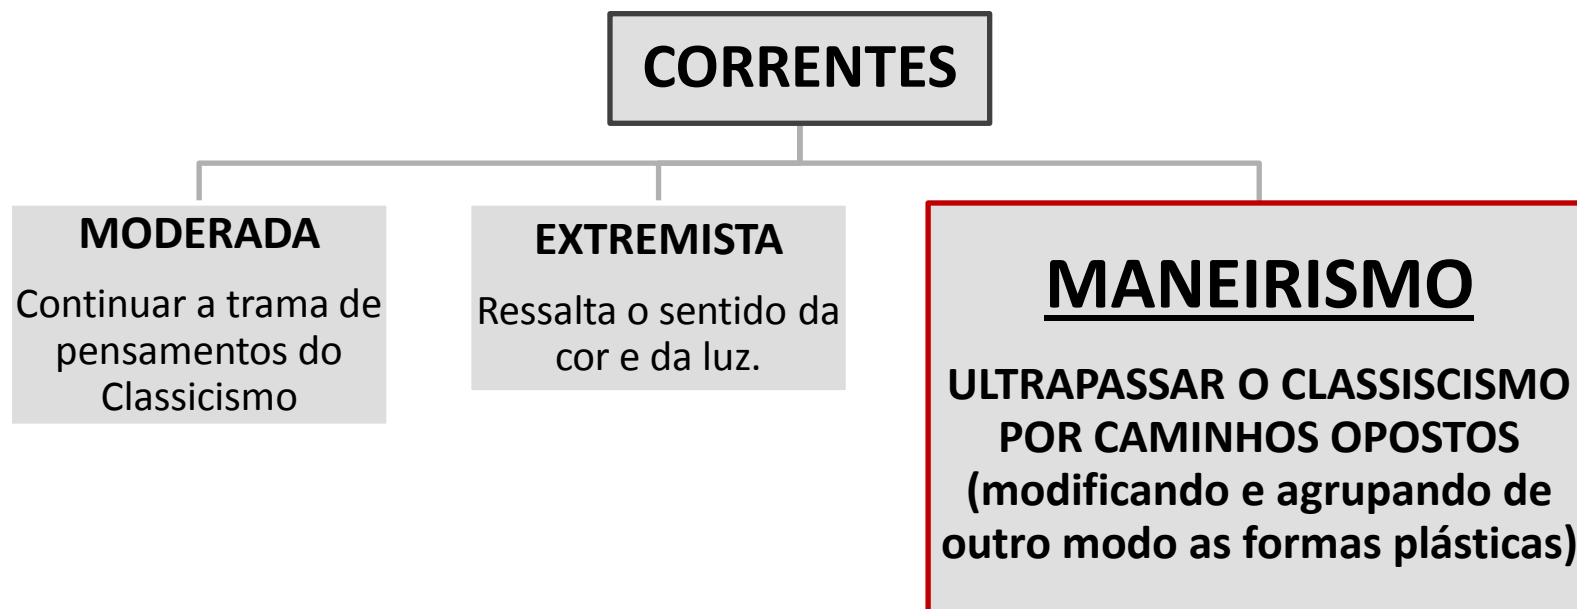 CORRENTES
MODERADA
Continuar a trama de
pensamentos do
Classicismo
EXTREMISTA
Ressalta o sentido da
cor e da luz.
MANEIRISMO
ULTRAPASSAR O CLASSISCISMO
POR CAMINHOS OPOSTOS
(modificando e agrupando de
outro modo as formas plásticas)